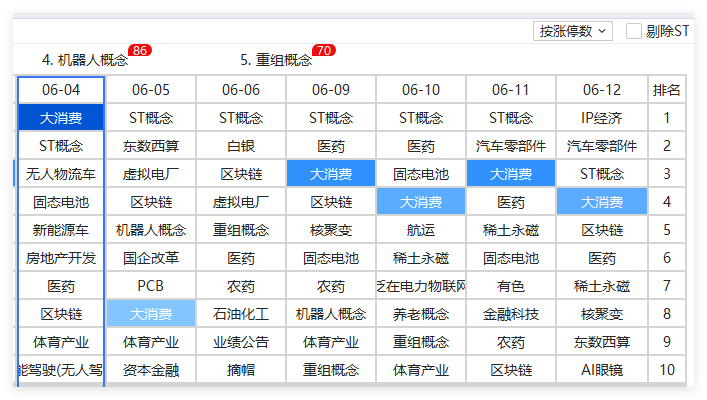 按涨停数 剔除ST
4. 机器人概念 86 5. 重组概念 70
06-04 06-05 06-06 06-09 06-10 06-11 06-12 排名
大消费 ST概念 ST概念 ST概念 ST概念 ST概念 IP经济 1
ST概念 东数西算 白银 医药 医药 汽车零部件 汽车零部件 2
无人物流车 虚拟电厂 区块链 大消费 固态电池 大消费 ST概念 3
固态电池 区块链 虚拟电厂 区块链 大消费 医药 大消费 4
新能源车 机器人概念 重组概念 核聚变 航运 稀土永磁 区块链 5
房地产开发 国企改革 医药 固态电池 稀土永磁 固态电池 医药 6
医药 PCB 农药 农药 泛在电力物联网 有色 稀土永磁 7
区块链 大消费 石油化工 机器人概念 养老概念 金融科技 核聚变 8
体育产业 体育产业 业绩公告 体育产业 重组概念 农药 东数西算 9
能驾驶(无人驾 资本金融 摘帽 重组概念 体育产业 区块链 AI眼镜 10